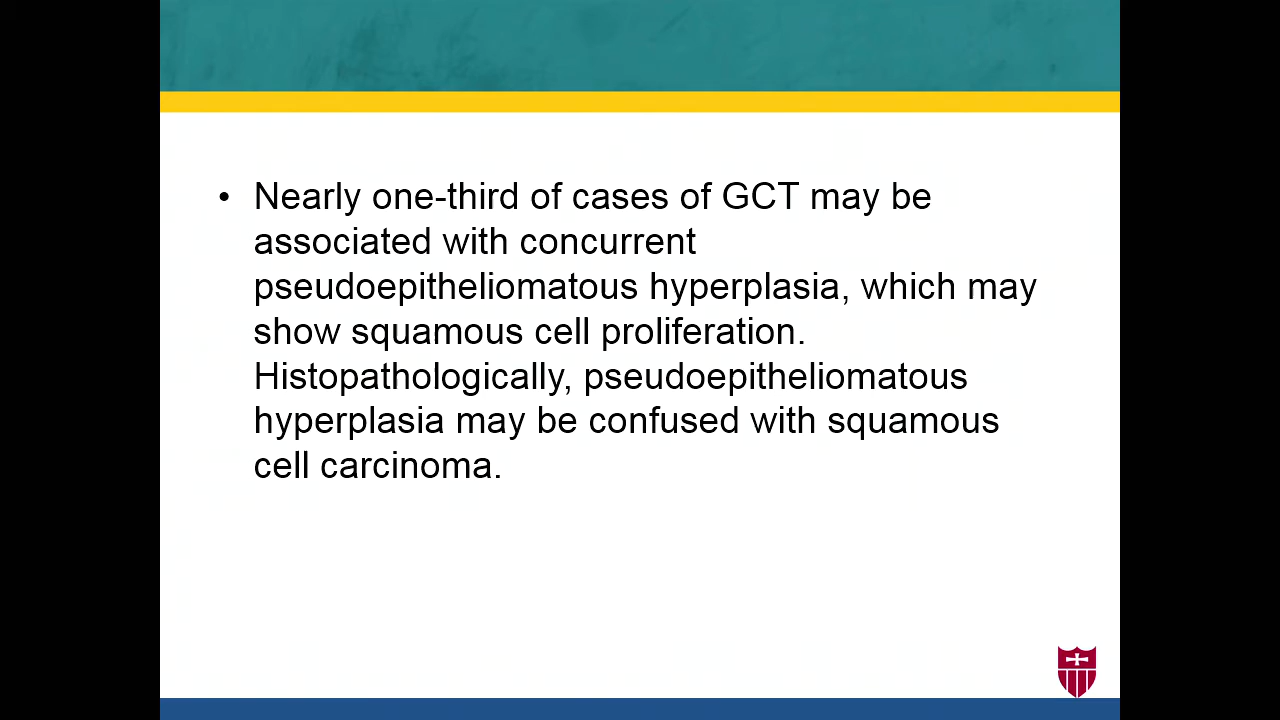 • Nearly one-third of cases of GCT may be
associated with concurrent
pseudoepitheliomatous hyperplasia, which may
show squamous cell proliferation.
Histopathologically, pseudoepitheliomatous
hyperplasia may be confused with squamous
cell carcinoma.